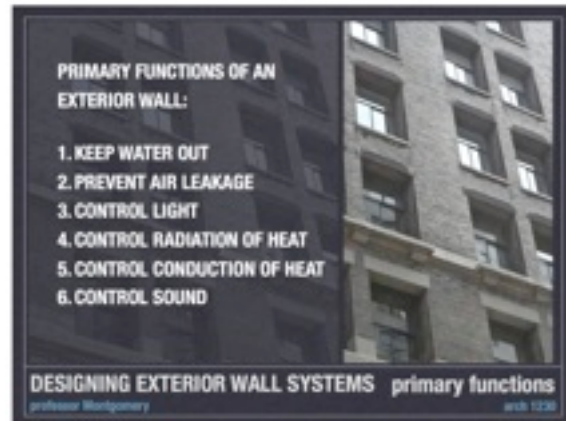 PRIMARY FUNCTIONS OF AN
EXTERIOR WALL:
1. KEEP WATER OUT
2. PREVENT AIR LEAKAGE
3. CONTROL LIGHT
4. CONTROL RADIATION OF HEAT
5. CONTROL CONDUCTION OF HEAT
6. CONTROL SOUND
DESIGNING EXTERIOR WALL SYSTEMS primary functions
professor Montgomery arch 1230